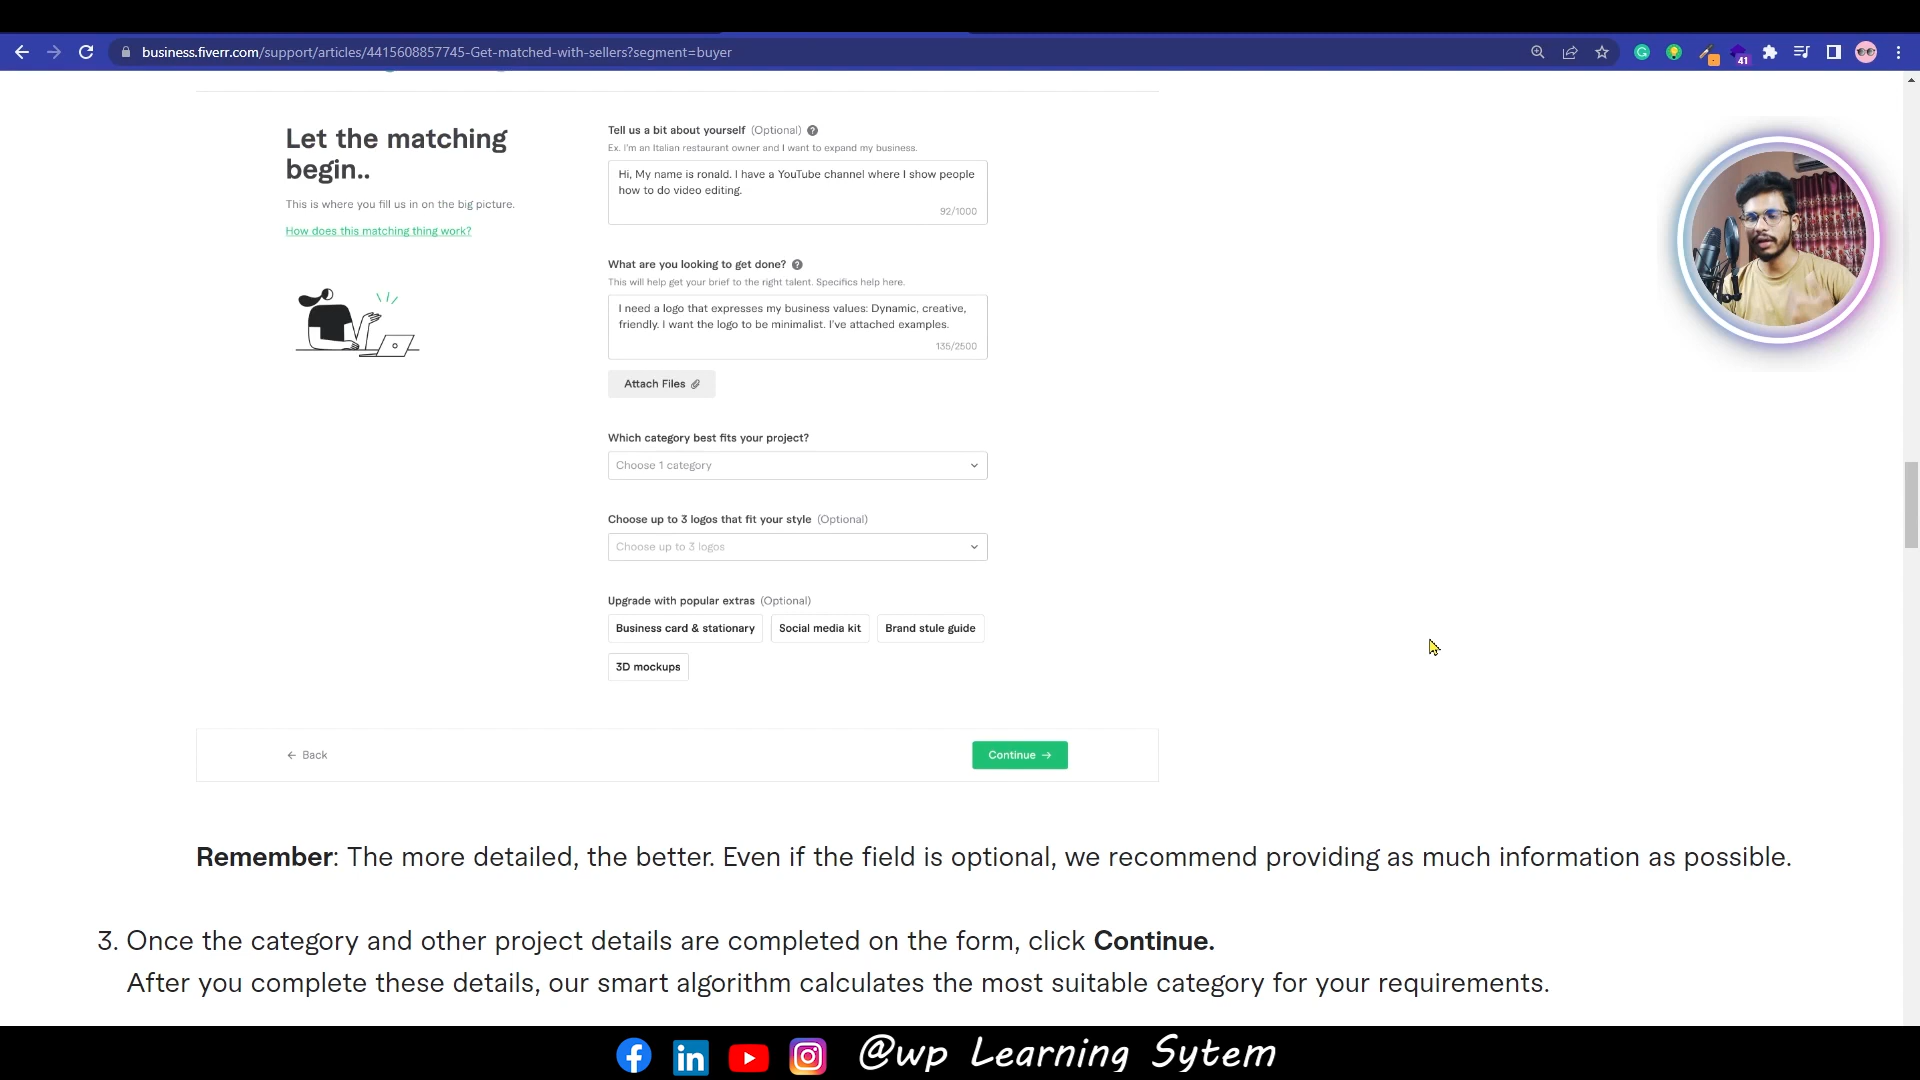 business.fiverr.com/support/articles/4415608857745-Get-matched-with-sellers?segment=buyer
41
Let the matching
begin..
This is where you fill us in on the big picture.
How does this matching thing work?
Tell us a bit about yourself (Optional) ?
Ex. I'm an Italian restaurant owner and I want to expand my business.
Hi, My name is ronald. I have a YouTube channel where I show people
how to do video editing.
92/1000
What are you looking to get done? ?
This will help get your brief to the right talent. Specifics help here.
I need a logo that expresses my business values: Dynamic, creative,
friendly. I want the logo to be minimalist. I've attached examples.
135/2500
Attach Files
Which category best fits your project?
Choose 1 category
Choose up to 3 logos that fit your style (Optional)
Choose up to 3 logos
Upgrade with popular extras (Optional)
Business card & stationary
Social media kit
Brand stule guide
3D mockups
← Back
Continue →
Remember: The more detailed, the better. Even if the field is optional, we recommend providing as much information as possible.
3. Once the category and other project details are completed on the form, click Continue.
After you complete these details, our smart algorithm calculates the most suitable category for your requirements.
@wp Learning Sytem